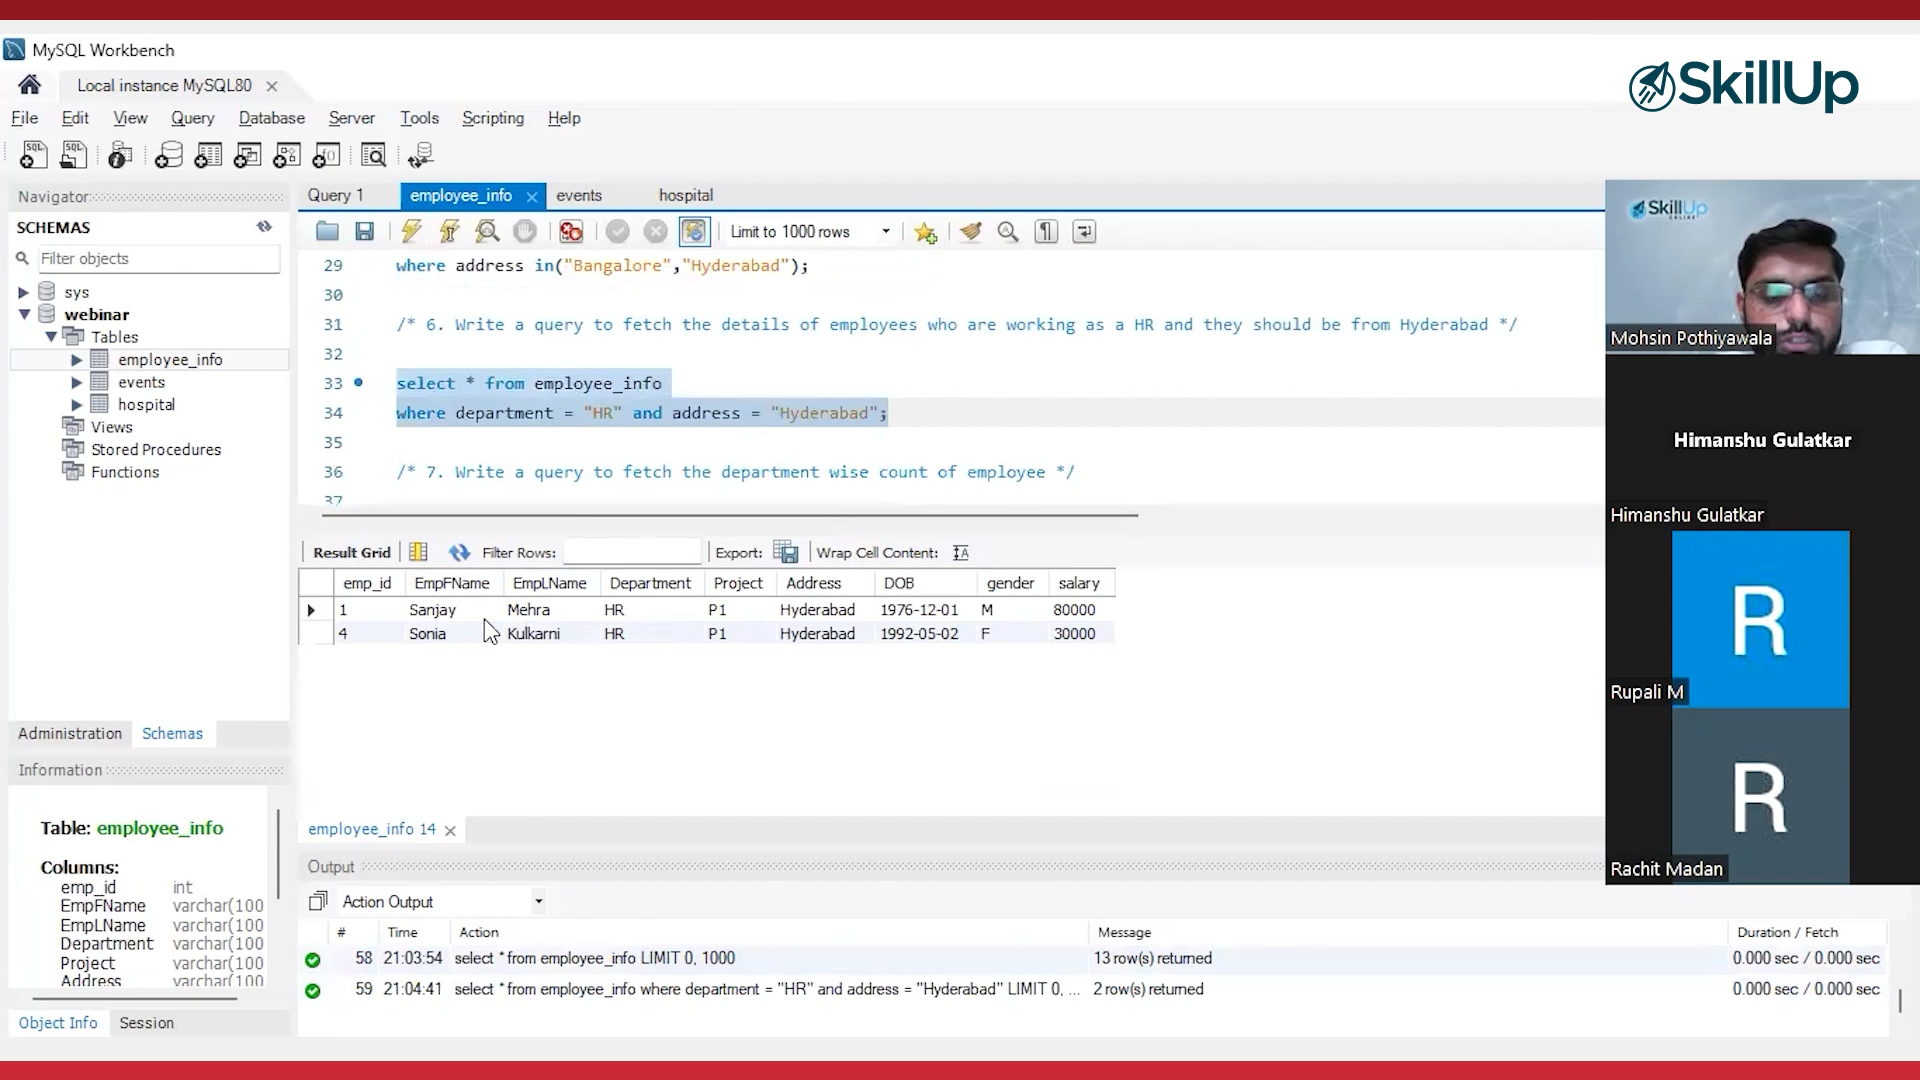 MySQL Workbench
Local instance MySQL80
SkillUp
File Edit View Query Database Server Tools Scripting Help
SQL SQL
Navigator
SCHEMAS
Filter objects
sys
webinar
Tables
employee_info
events
hospital
Views
Stored Procedures
Functions
Administration Schemas
Information
Table: employee_info
Columns:
emp_id int
EmpFName varchar(100
EmpLName varchar(100
Department varchar(100
Project varchar(100
Address varchar(100
Object Info Session
Query 1 employee_info events hospital
Limit to 1000 rows
29 where address in("Bangalore","Hyderabad");
30
31 /* 6. Write a query to fetch the details of employees who are working as a HR and they should be from Hyderabad */
32
33 select * from employee_info
34 where department = "HR" and address = "Hyderabad";
35
36 /* 7. Write a query to fetch the department wise count of employee */
37
Result Grid Filter Rows: Export: Wrap Cell Content:
emp_id EmpFName EmpLName Department Project Address DOB gender salary
1 Sanjay Mehra HR P1 Hyderabad 1976-12-01 M 80000
4 Sonia Kulkarni HR P1 Hyderabad 1992-05-02 F 30000
employee_info 14
Output
Action Output
# Time Action Message Duration / Fetch
58 21:03:54 select * from employee_info LIMIT 0, 1000 13 row(s) returned 0.000 sec / 0.000 sec
59 21:04:41 select * from employee_info where department = "HR" and address = "Hyderabad" LIMIT 0, ... 2 row(s) returned 0.000 sec / 0.000 sec
SkillUp
ONLINE
Mohsin Pothiyawala
Himanshu Gulatkar
Himanshu Gulatkar
R
Rupali M
R
Rachit Madan